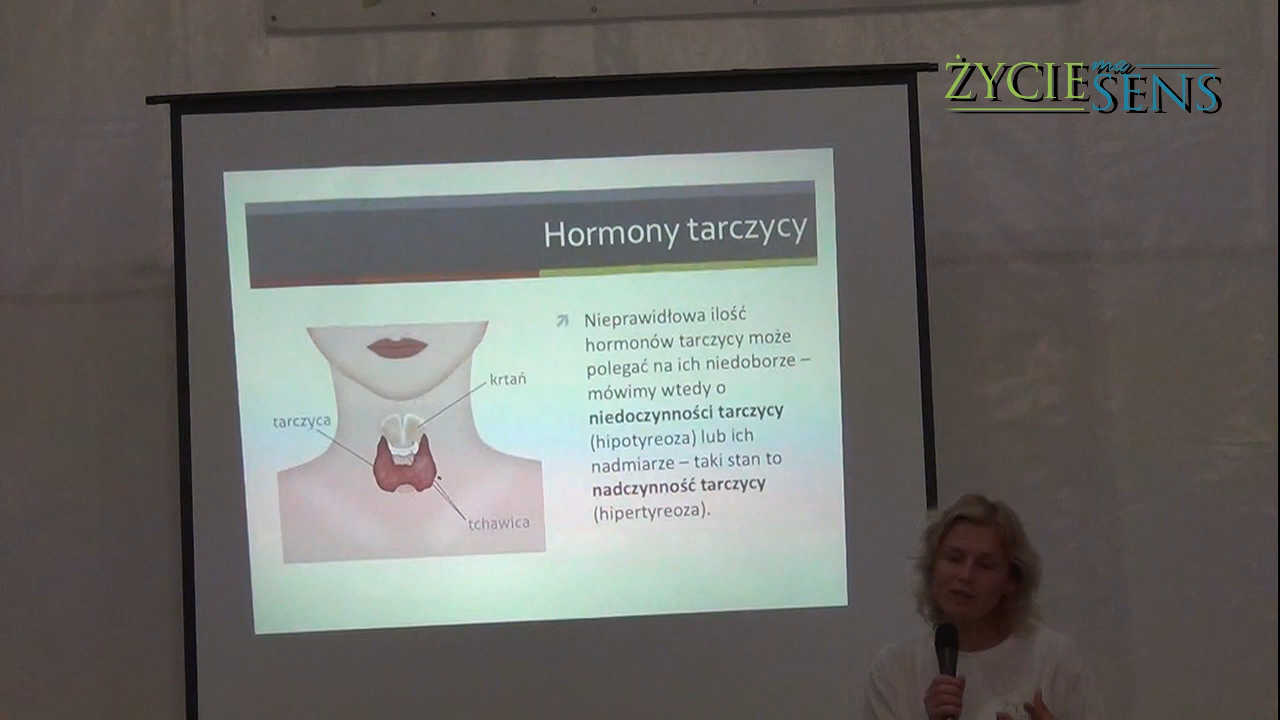 ŻYCIE ma SENS
Hormony tarczycy
Nieprawidłowa ilość
hormonów tarczycy może
polegać na ich niedoborze –
mówimy wtedy o
niedoczynności tarczycy
(hipotyreoza) lub ich
nadmiarze – taki stan to
nadczynność tarczycy
(hipertyreoza).
krtań
tarczyca
tchawica